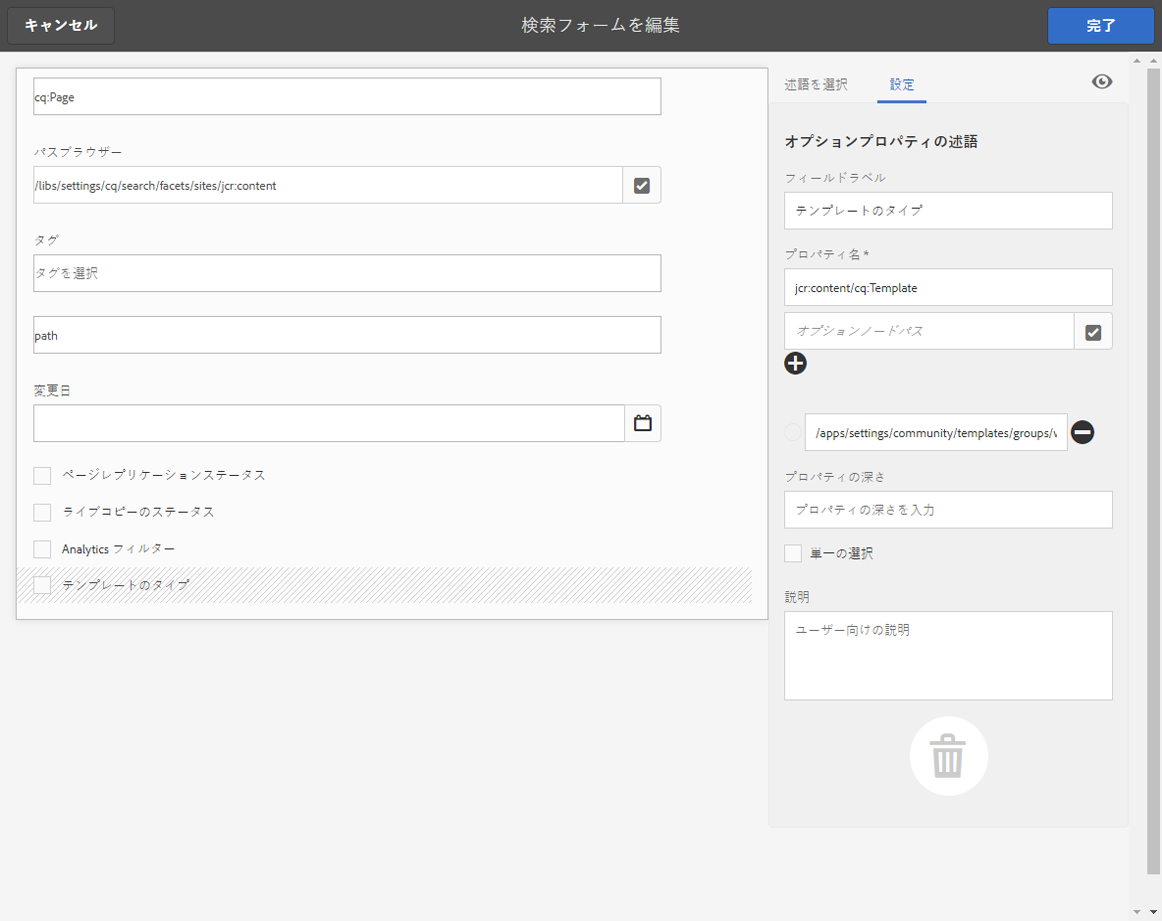 キャンセル
検索フォームを編集
完了
cq:Page
パスブラウザー
/libs/settings/cq/search/facets/sites/jcr:content
タグ
タグを選択
path
変更日
ページレプリケーションステータス
ライブコピーのステータス
Analytics フィルター
テンプレートのタイプ
述語を選択
設定
オプションプロパティの述語
フィールドラベル
テンプレートのタイプ
プロパティ名 *
jcr:content/cq:Template
オプションノードパス
/apps/settings/community/templates/groups/
プロパティの深さ
プロパティの深さを入力
単一の選択
説明
ユーザー向けの説明